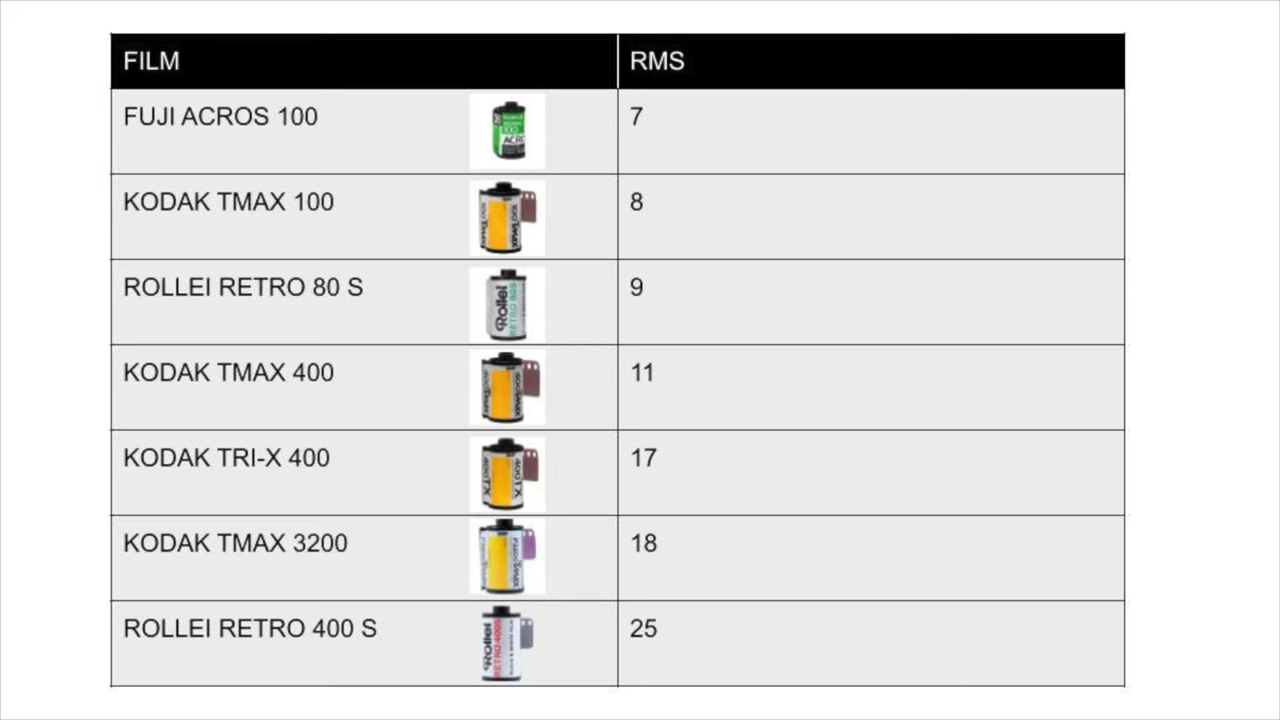 FILM RMS
FUJI ACROS 100 7
KODAK TMAX 100 8
ROLLEI RETRO 80 S 9
KODAK TMAX 400 11
KODAK TRI-X 400 17
KODAK TMAX 3200 18
ROLLEI RETRO 400 S 25